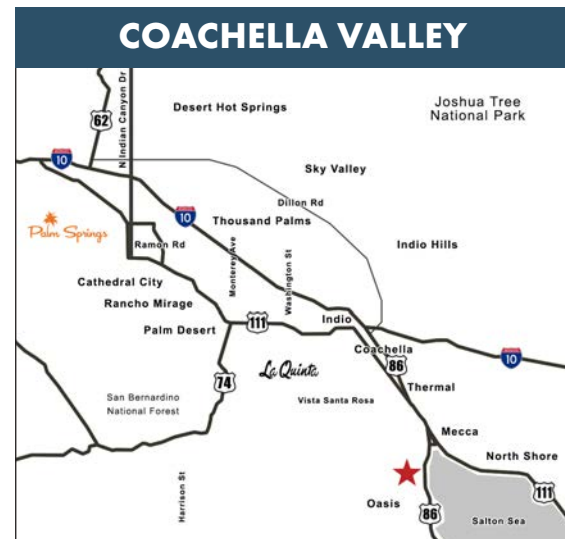 COACHELLA VALLEY
N Indian Canyon Dr
Desert Hot Springs
Joshua Tree
National Park
62
10
Sky Valley
Dillon Rd
10
Thousand Palms
Palm Springs
Ramon Rd
Monterey Ave
Washington St
Indio Hills
Cathedral City
Rancho Mirage
Palm Desert
111
Indio
Coachella
86
10
74
La Quinta
Thermal
San Bernardino
National Forest
Vista Santa Rosa
Mecca
North Shore
Harrison St
Oasis
86
111
Salton Sea